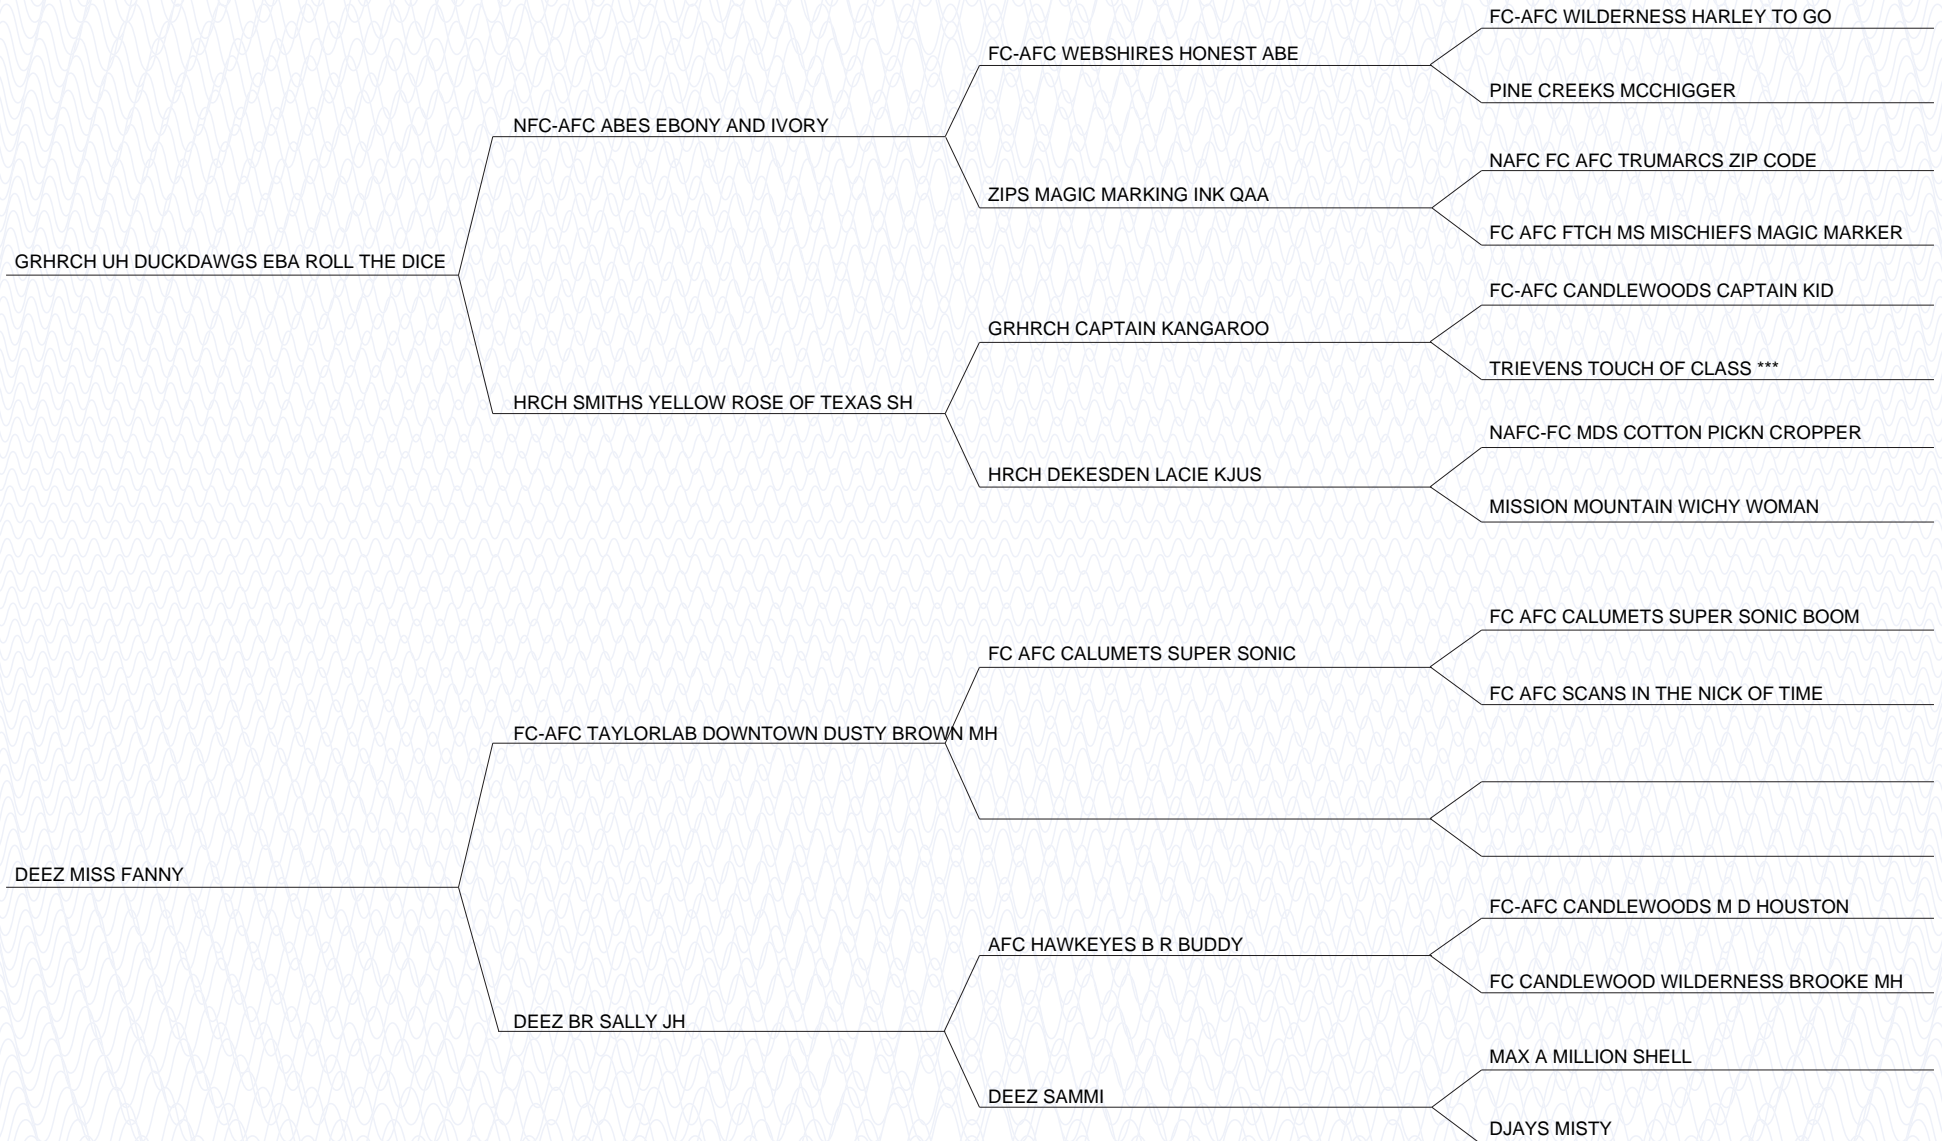 FC-AFC WILDERNESS HARLEY TO GO
FC-AFC WEBSHIRES HONEST ABE
PINE CREEKS MCCHIGGER
NFC-AFC ABES EBONY AND IVORY
NAFC FC AFC TRUMARCS ZIP CODE
ZIPS MAGIC MARKING INK QAA
FC AFC FTCH MS MISCHIEFS MAGIC MARKER
GRHRCH UH DUCKDAWGS EBA ROLL THE DICE
FC-AFC CANDLEWOODS CAPTAIN KID
GRHRCH CAPTAIN KANGAROO
TRIEVENS TOUCH OF CLASS ***
HRCH SMITHS YELLOW ROSE OF TEXAS SH
NAFC-FC MDS COTTON PICKN CROPPER
HRCH DEKESDEN LACIE KJUS
MISSION MOUNTAIN WICHY WOMAN
FC AFC CALUMETS SUPER SONIC BOOM
FC AFC CALUMETS SUPER SONIC
FC AFC SCANS IN THE NICK OF TIME
FC-AFC TAYLORLAB DOWNTOWN DUSTY BROWN MH
DEEZ MISS FANNY
FC-AFC CANDLEWOODS M D HOUSTON
AFC HAWKEYES B R BUDDY
FC CANDLEWOOD WILDERNESS BROOKE MH
DEEZ BR SALLY JH
MAX A MILLION SHELL
DEEZ SAMMI
DJAYS MISTY